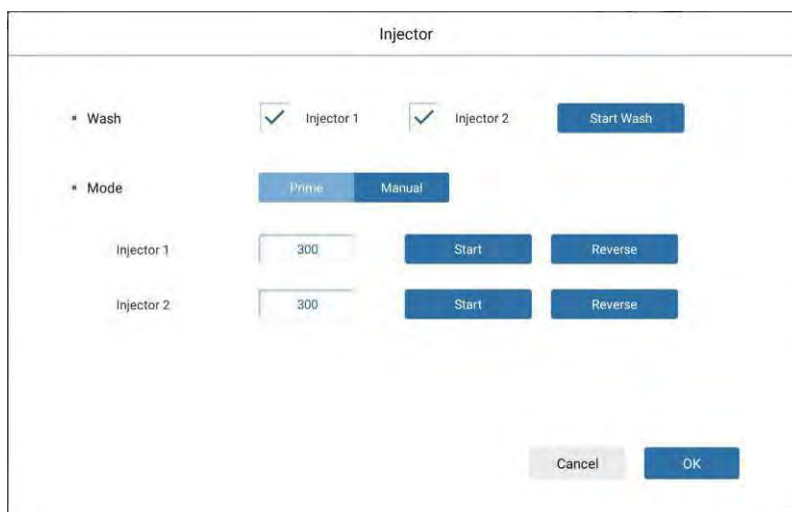 Injector
▪ Wash Injector 1 Injector 2 Start Wash
▪ Mode Prime Manual
Injector 1 300 Start Reverse
Injector 2 300 Start Reverse
Cancel OK